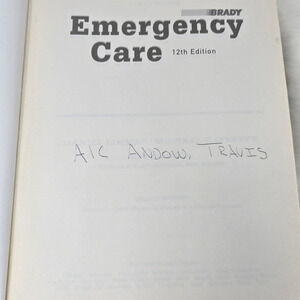 BRADY
Emergency
Care 12th Edition
A1C ANDOW, TRAVIS